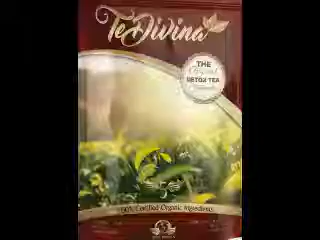 TeDivina
THE
Original
DETOX TEA
100% Certified Organic Ingredients